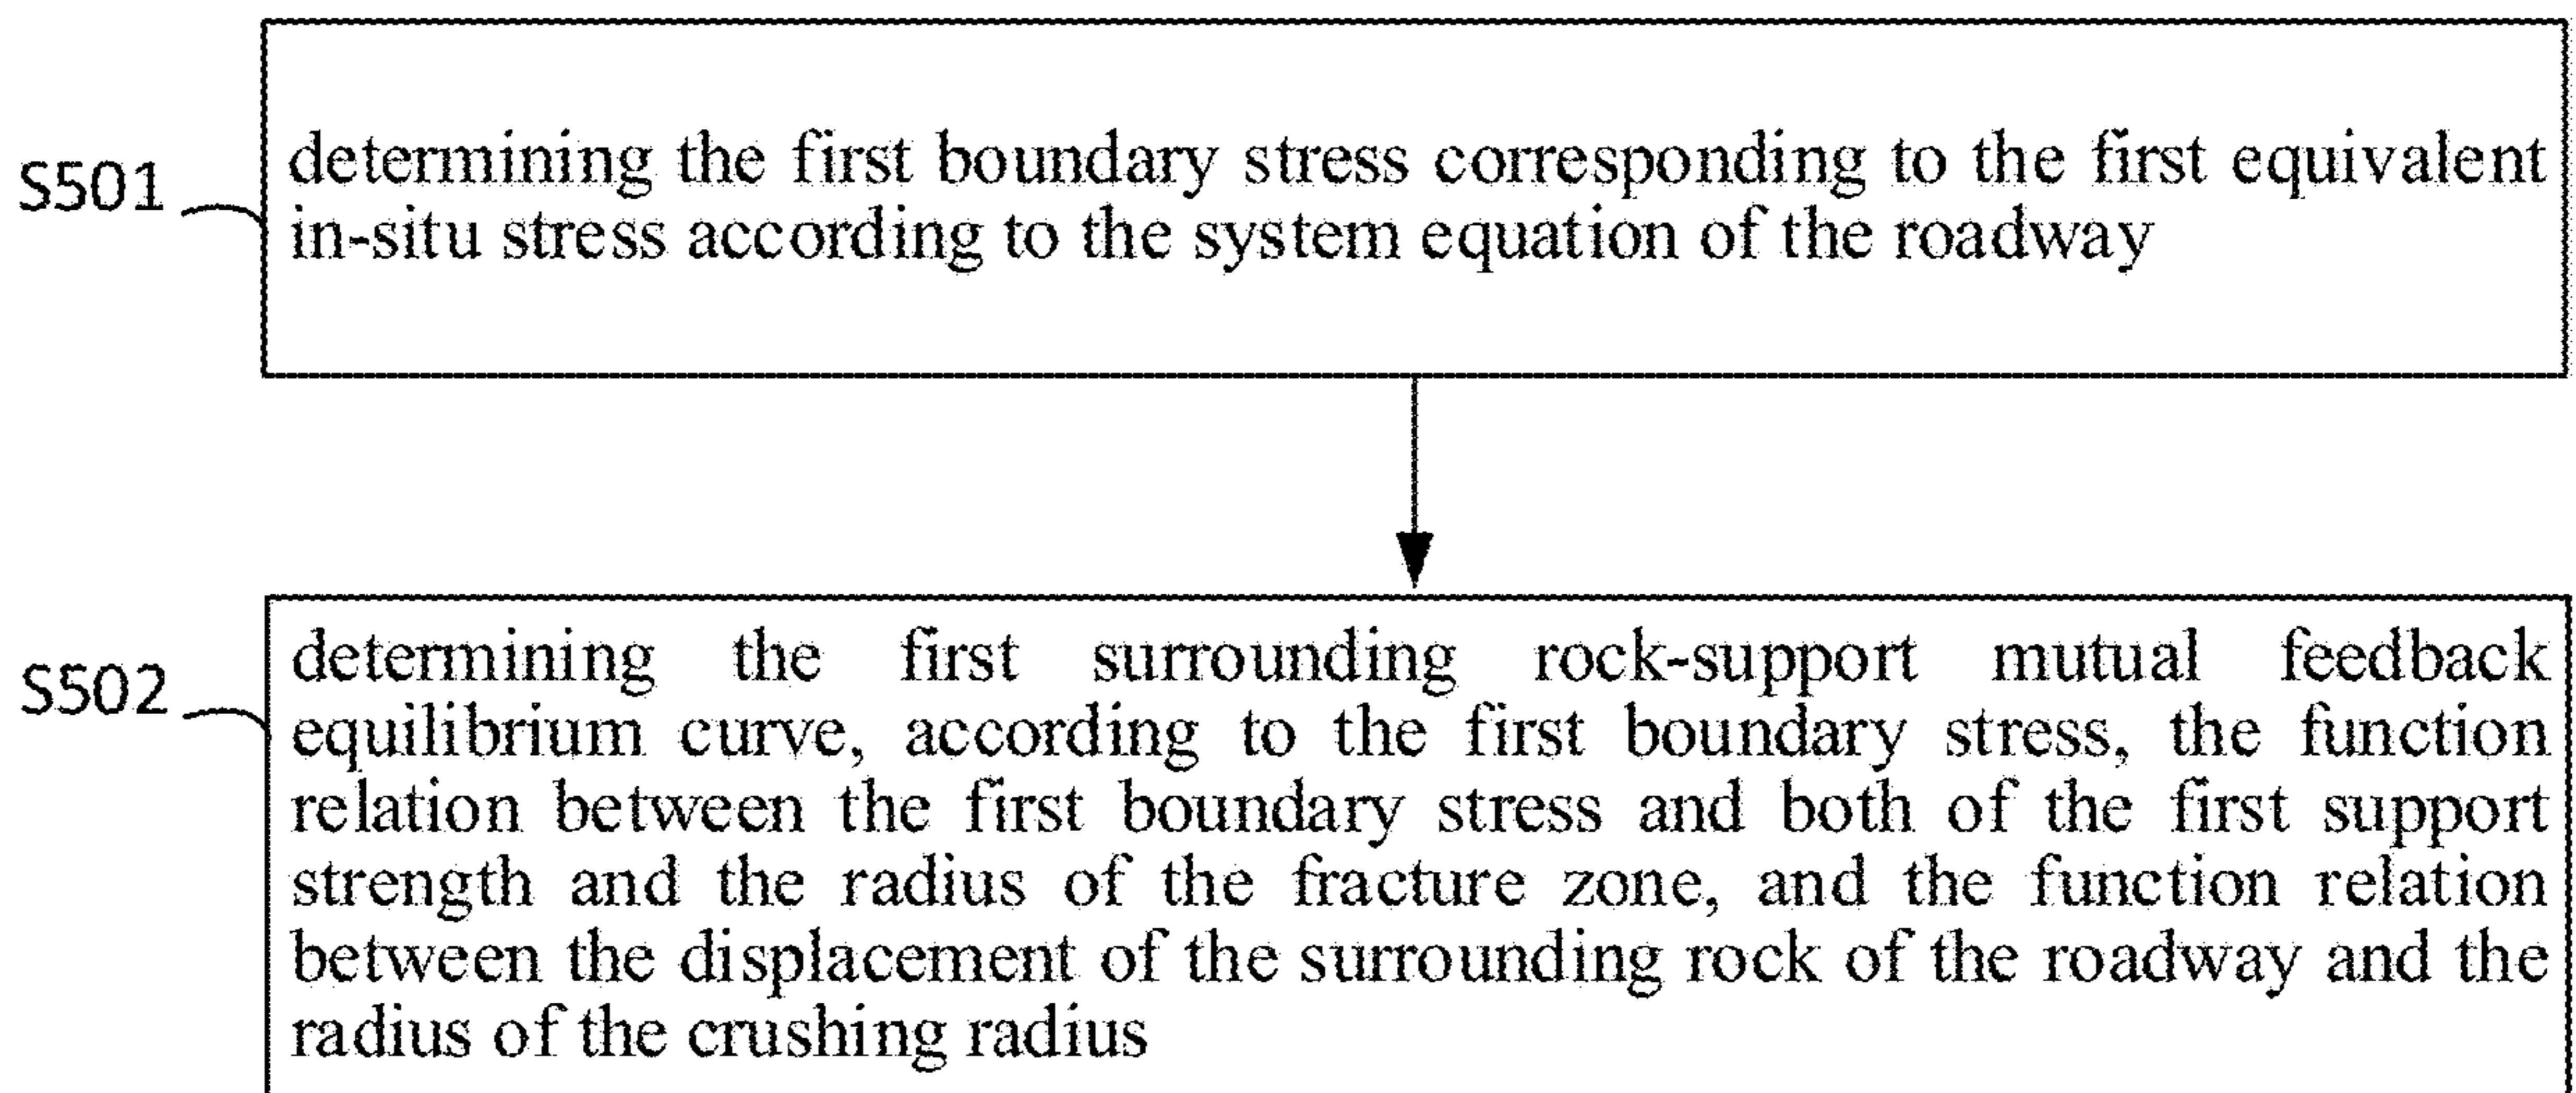 S501
determining the first boundary stress corresponding to the first equivalent
in-situ stress according to the system equation of the roadway
S502
determining the first surrounding rock-support mutual feedback
equilibrium curve, according to the first boundary stress, the function
relation between the first boundary stress and both of the first support
strength and the radius of the fracture zone, and the function relation
between the displacement of the surrounding rock of the roadway and the
radius of the crushing radius